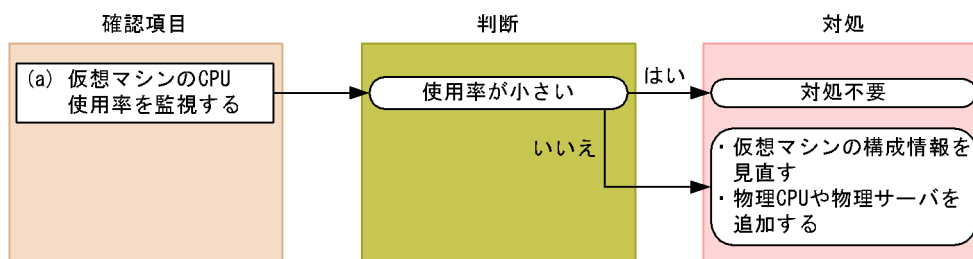 確認項目
判断
対処
(a) 仮想マシンのCPU
使用率を監視する
使用率が小さい
はい
対処不要
いいえ
・仮想マシンの構成情報を
見直す
・物理CPUや物理サーバを
追加する